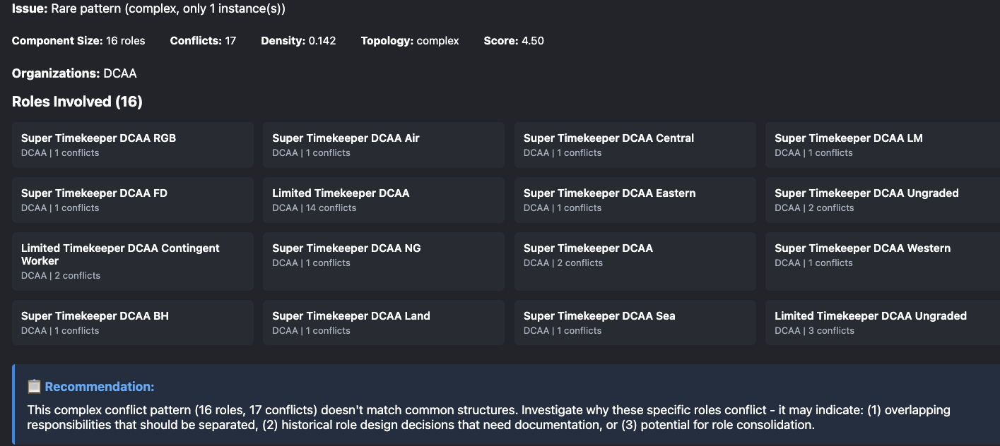 Issue: Rare pattern (complex, only 1 instance(s))
Component Size: 16 roles Conflicts: 17 Density: 0.142 Topology: complex Score: 4.50
Organizations: DCAA
Roles Involved (16)
Super Timekeeper DCAA RGB
DCAA | 1 conflicts
Super Timekeeper DCAA Air
DCAA | 1 conflicts
Super Timekeeper DCAA Central
DCAA | 1 conflicts
Super Timekeeper DCAA LM
DCAA | 1 conflicts
Super Timekeeper DCAA FD
DCAA | 1 conflicts
Limited Timekeeper DCAA
DCAA | 14 conflicts
Super Timekeeper DCAA Eastern
DCAA | 1 conflicts
Super Timekeeper DCAA Ungraded
DCAA | 2 conflicts
Limited Timekeeper DCAA Contingent
Worker
DCAA | 2 conflicts
Super Timekeeper DCAA NG
DCAA | 1 conflicts
Super Timekeeper DCAA
DCAA | 2 conflicts
Super Timekeeper DCAA Western
DCAA | 1 conflicts
Super Timekeeper DCAA BH
DCAA | 1 conflicts
Super Timekeeper DCAA Land
DCAA | 1 conflicts
Super Timekeeper DCAA Sea
DCAA | 1 conflicts
Limited Timekeeper DCAA Ungraded
DCAA | 3 conflicts
📋 Recommendation:
This complex conflict pattern (16 roles, 17 conflicts) doesn't match common structures. Investigate why these specific roles conflict - it may indicate: (1) overlapping
responsibilities that should be separated, (2) historical role design decisions that need documentation, or (3) potential for role consolidation.